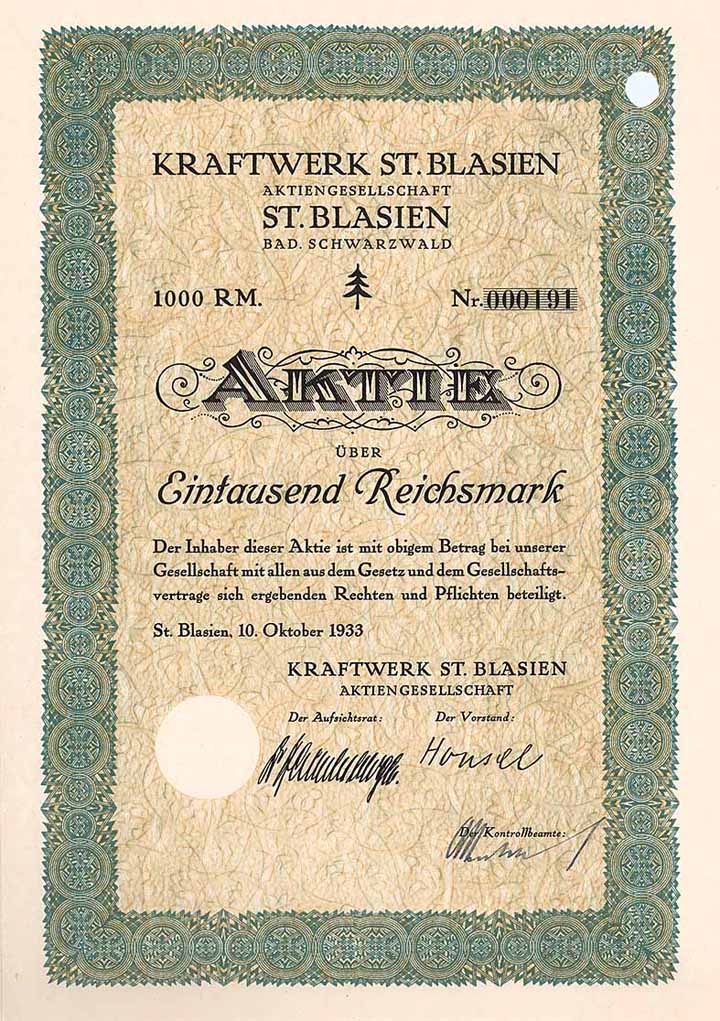 KRAFTWERK ST. BLASIEN
AKTIENGESELLSCHAFT
ST. BLASIEN
BAD. SCHWARZWALD
1000 RM. Nr. 000191
AKTIE
ÜBER
Eintausend Reichsmark
Der Inhaber dieser Aktie ist mit obigem Betrag bei unserer
Gesellschaft mit allen aus dem Gesetz und dem Gesellschafts-
vertrage sich ergebenden Rechten und Pflichten beteiligt.
St. Blasien, 10. Oktober 1933
KRAFTWERK ST. BLASIEN
AKTIENGESELLSCHAFT
Der Aufsichtsrat: Der Vorstand:
Der Kontrollbeamte: